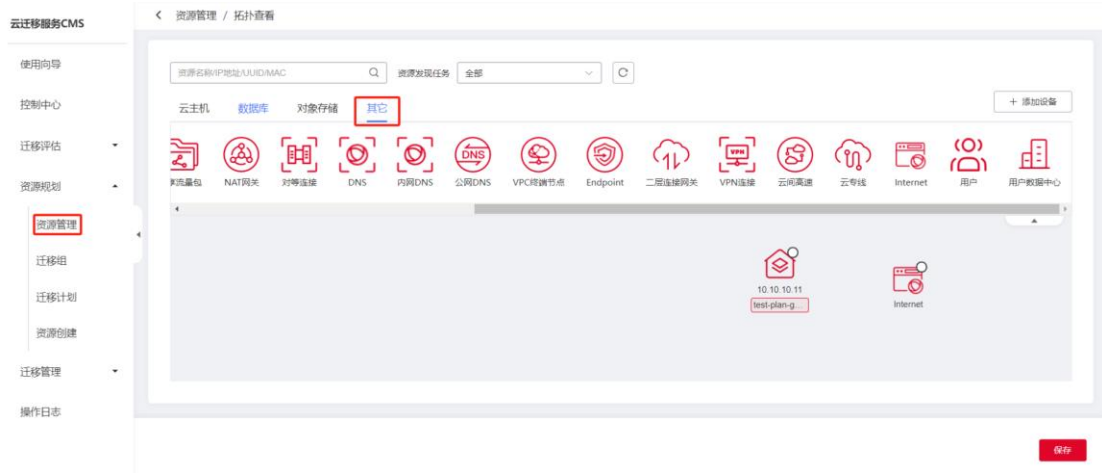 云迁移服务CMS
资源管理 / 拓扑查看
使用向导
控制中心
迁移评估
资源规划
资源管理
迁移组
迁移计划
资源创建
迁移管理
操作日志
资源名称/IP地址/UUID/MAC
资源发现任务
全部
云主机
数据库
对象存储
其它
+ 添加设备
享流量包
NAT网关
对等连接
DNS
内网DNS
DNS
公网DNS
VPC终端节点
Endpoint
二层连接网关
VPN
VPN连接
云间高速
云专线
Internet
用户
用户数据中心
10.10.10.11
test-plan-g...
Internet
保存